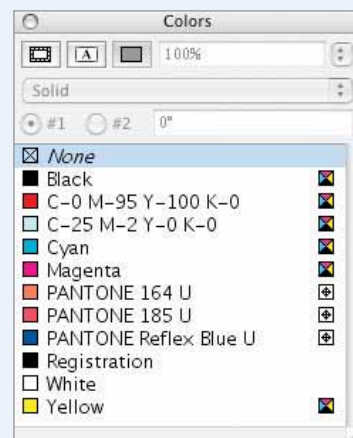 Colors
A 100%
Solid
#1 #2 0°
None
Black
C-0 M-95 Y-100 K-0
C-25 M-2 Y-0 K-0
Cyan
Magenta
PANTONE 164 U
PANTONE 185 U
PANTONE Reflex Blue U
Registration
White
Yellow